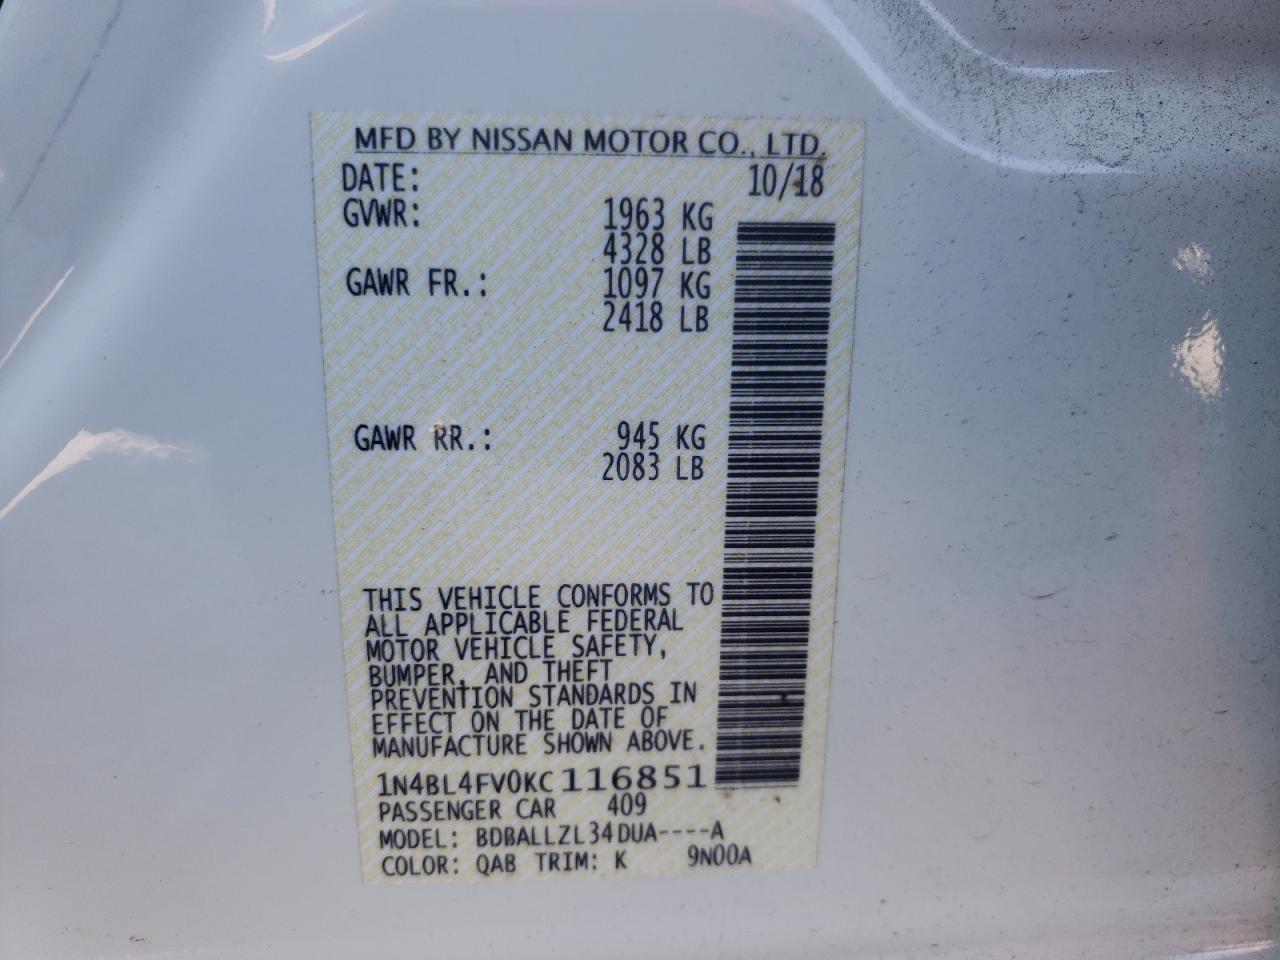 MFD BY NISSAN MOTOR CO., LTD.
DATE: 10/18
GVWR: 1963 KG
4328 LB
GAWR FR.: 1097 KG
2418 LB
GAWR RR.: 945 KG
2083 LB
THIS VEHICLE CONFORMS TO
ALL APPLICABLE FEDERAL
MOTOR VEHICLE SAFETY,
BUMPER, AND THEFT
PREVENTION STANDARDS IN
EFFECT ON THE DATE OF
MANUFACTURE SHOWN ABOVE.
1N4BL4FV0KC116851
PASSENGER CAR 409
MODEL: BDBALLZL34DUA----A
COLOR: QAB TRIM: K 9N00A